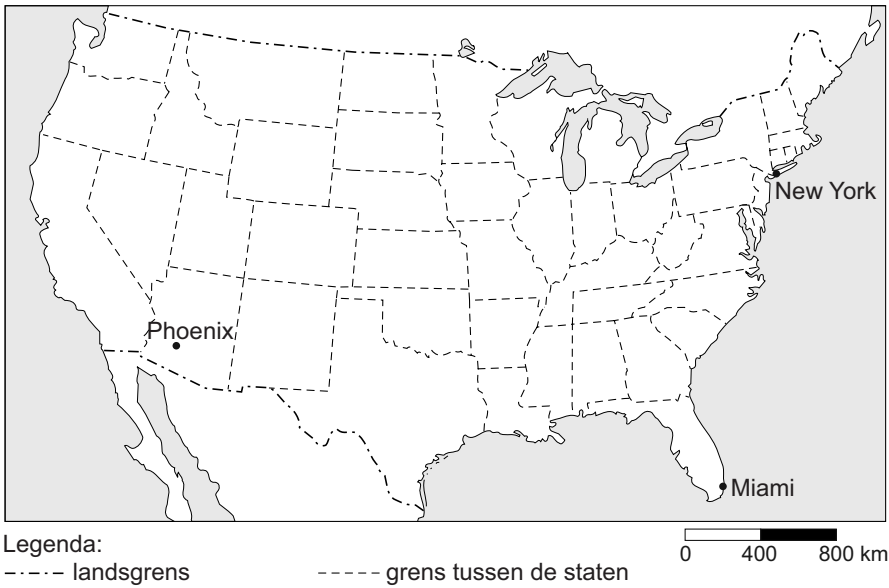 New York
Phoenix
Miami
Legenda:
landsgrens
grens tussen de staten
0 400 800 km